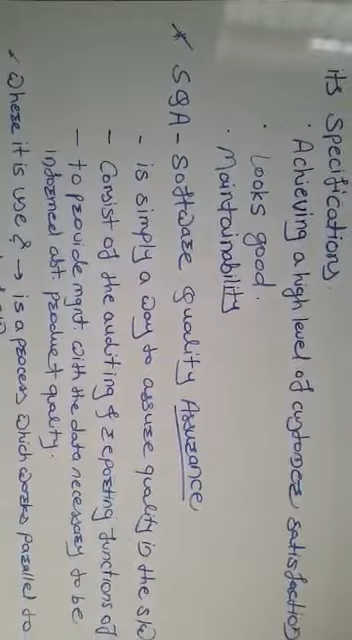 its Specifications.
· Achieving a high level of customer satisfaction
· Looks good.
· Maintainability
* SQA - Software Quality Assurance
- is simply a way to assure quality in the s/w
- Consist of the auditing & reporting functions of
- to provide mgnt. with the data necessary to be
informed abt. product quality.
✓ Where it is use? → is a process which works parallel to